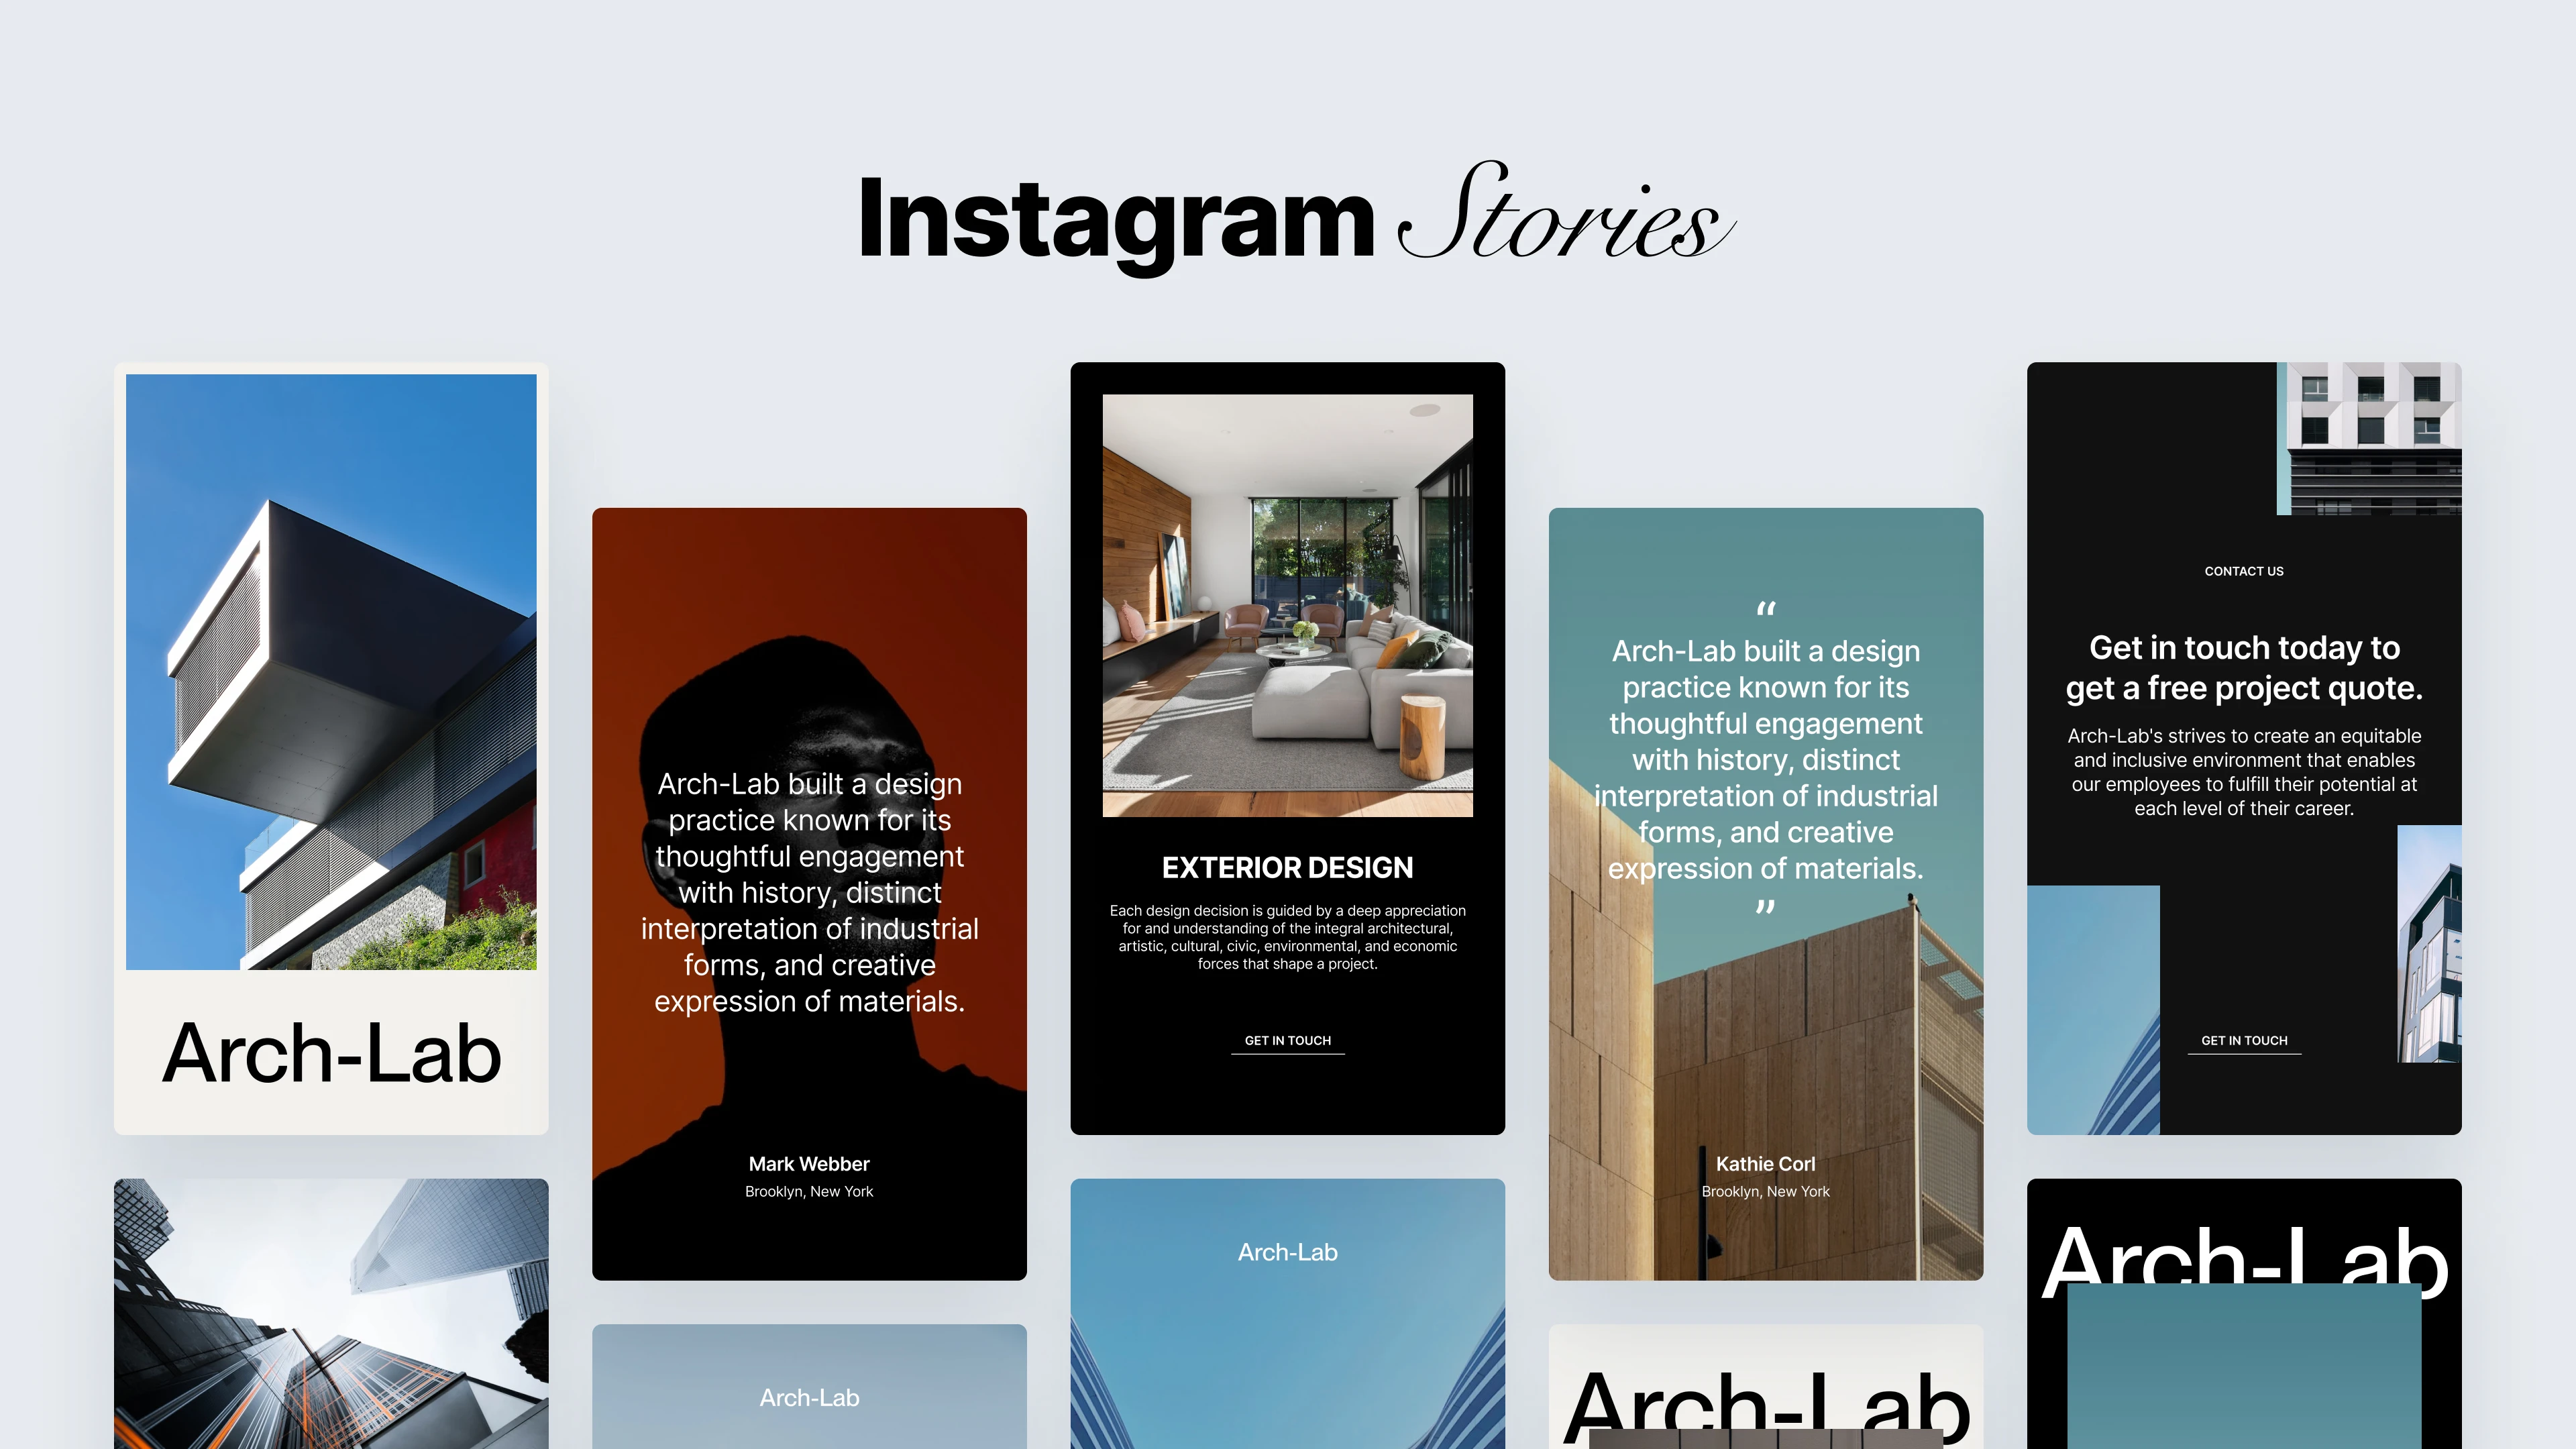 Instagram Stories
Arch-Lab
Arch-Lab built a design
practice known for its
thoughtful engagement
with history, distinct
interpretation of industrial
forms, and creative
expression of materials.
Mark Webber
Brooklyn, New York
EXTERIOR DESIGN
Each design decision is guided by a deep appreciation
for and understanding of the integral architectural,
artistic, cultural, civic, environmental, and economic
forces that shape a project.
GET IN TOUCH
“
Arch-Lab built a design
practice known for its
thoughtful engagement
with history, distinct
interpretation of industrial
forms, and creative
expression of materials.
”
Kathie Corl
Brooklyn, New York
CONTACT US
Get in touch today to
get a free project quote.
Arch-Lab's strives to create an equitable
and inclusive environment that enables
our employees to fulfill their potential at
each level of their career.
GET IN TOUCH
Arch-Lab
Arch-Lab
Arch-Lab
Arch-Lab